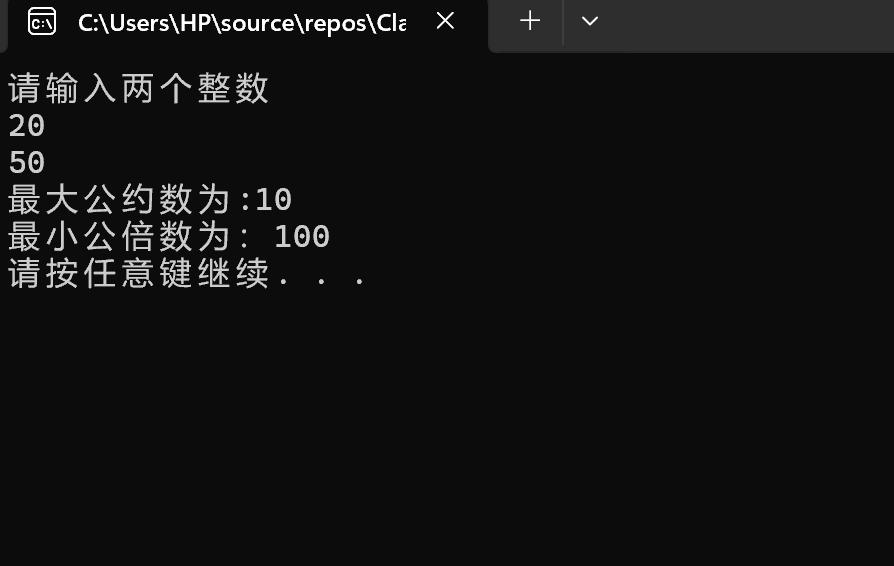 C:\Users\HP\source\repos\Cla
请输入两个整数
20
50
最大公约数为:10
最小公倍数为：100
请按任意键继续. . .